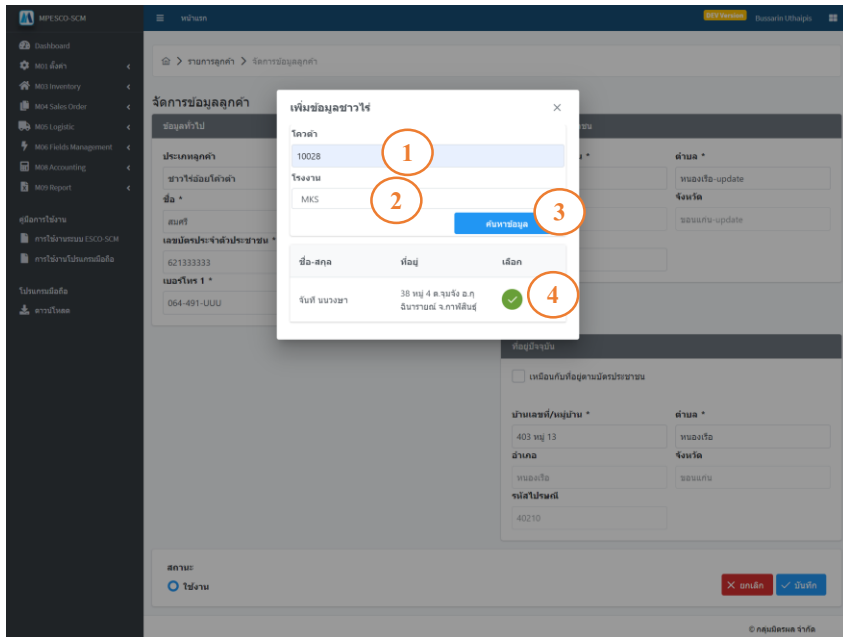 MPESCO-SCM
หน้าแรก
DEV Version
Bussarin Uthaipis
Dashboard
M01 ตั้งค่า
M03 Inventory
M04 Sales Order
M05 Logistic
M06 Fields Management
M08 Accounting
M09 Report
คู่มือการใช้งาน
การใช้งานระบบ ESCO-SCM
การใช้งานโปรแกรมมือถือ
โปรแกรมมือถือ
ดาวน์โหลด
รายการลูกค้า
จัดการข้อมูลลูกค้า
จัดการข้อมูลลูกค้า
ข้อมูลทั่วไป
ประเภทลูกค้า
ชาวไร่อ้อยโค้วต้า
ชื่อ *
สมศรี
เลขบัตรประจำตัวประชาชน *
621333333
เบอร์โทร 1 *
064-491-UUU
เพิ่มข้อมูลชาวไร่
โควต้า
10028
1
โรงงาน
MKS
2
ค้นหาข้อมูล
3
ชื่อ-สกุล
ที่อยู่
เลือก
จันที นนวงษา
38 หมู่ 4 ต.จุมจัง อ.กุ
ฉินารายณ์ จ.กาฬสินธุ์
4
ตำบล *
หนองเรือ-update
จังหวัด
ขอนแก่น-update
ที่อยู่ปัจจุบัน
เหมือนกับที่อยู่ตามบัตรประชาชน
บ้านเลขที่/หมู่บ้าน *
ตำบล *
403 หมู่ 13
หนองเรือ
อำเภอ
จังหวัด
หนองเรือ
ขอนแก่น
รหัสไปรษณีย์
40210
สถานะ
ใช้งาน
ยกเลิก
บันทึก
© กลุ่มมิตรผล จำกัด